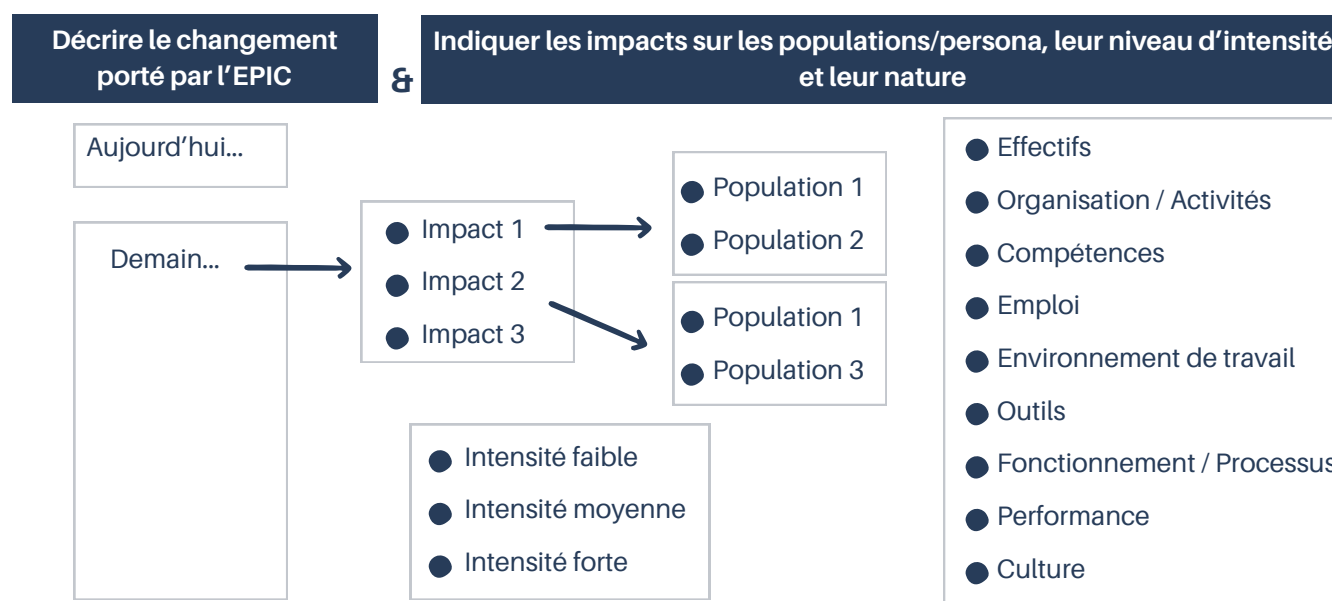 Décrire le changement
porté par l’EPIC
&
Indiquer les impacts sur les populations/persona, leur niveau d’intensité
et leur nature
Aujourd’hui...
Demain...
Impact 1
Impact 2
Impact 3
Population 1
Population 2
Population 1
Population 3
Intensité faible
Intensité moyenne
Intensité forte
Effectifs
Organisation / Activités
Compétences
Emploi
Environnement de travail
Outils
Fonctionnement / Processus
Performance
Culture